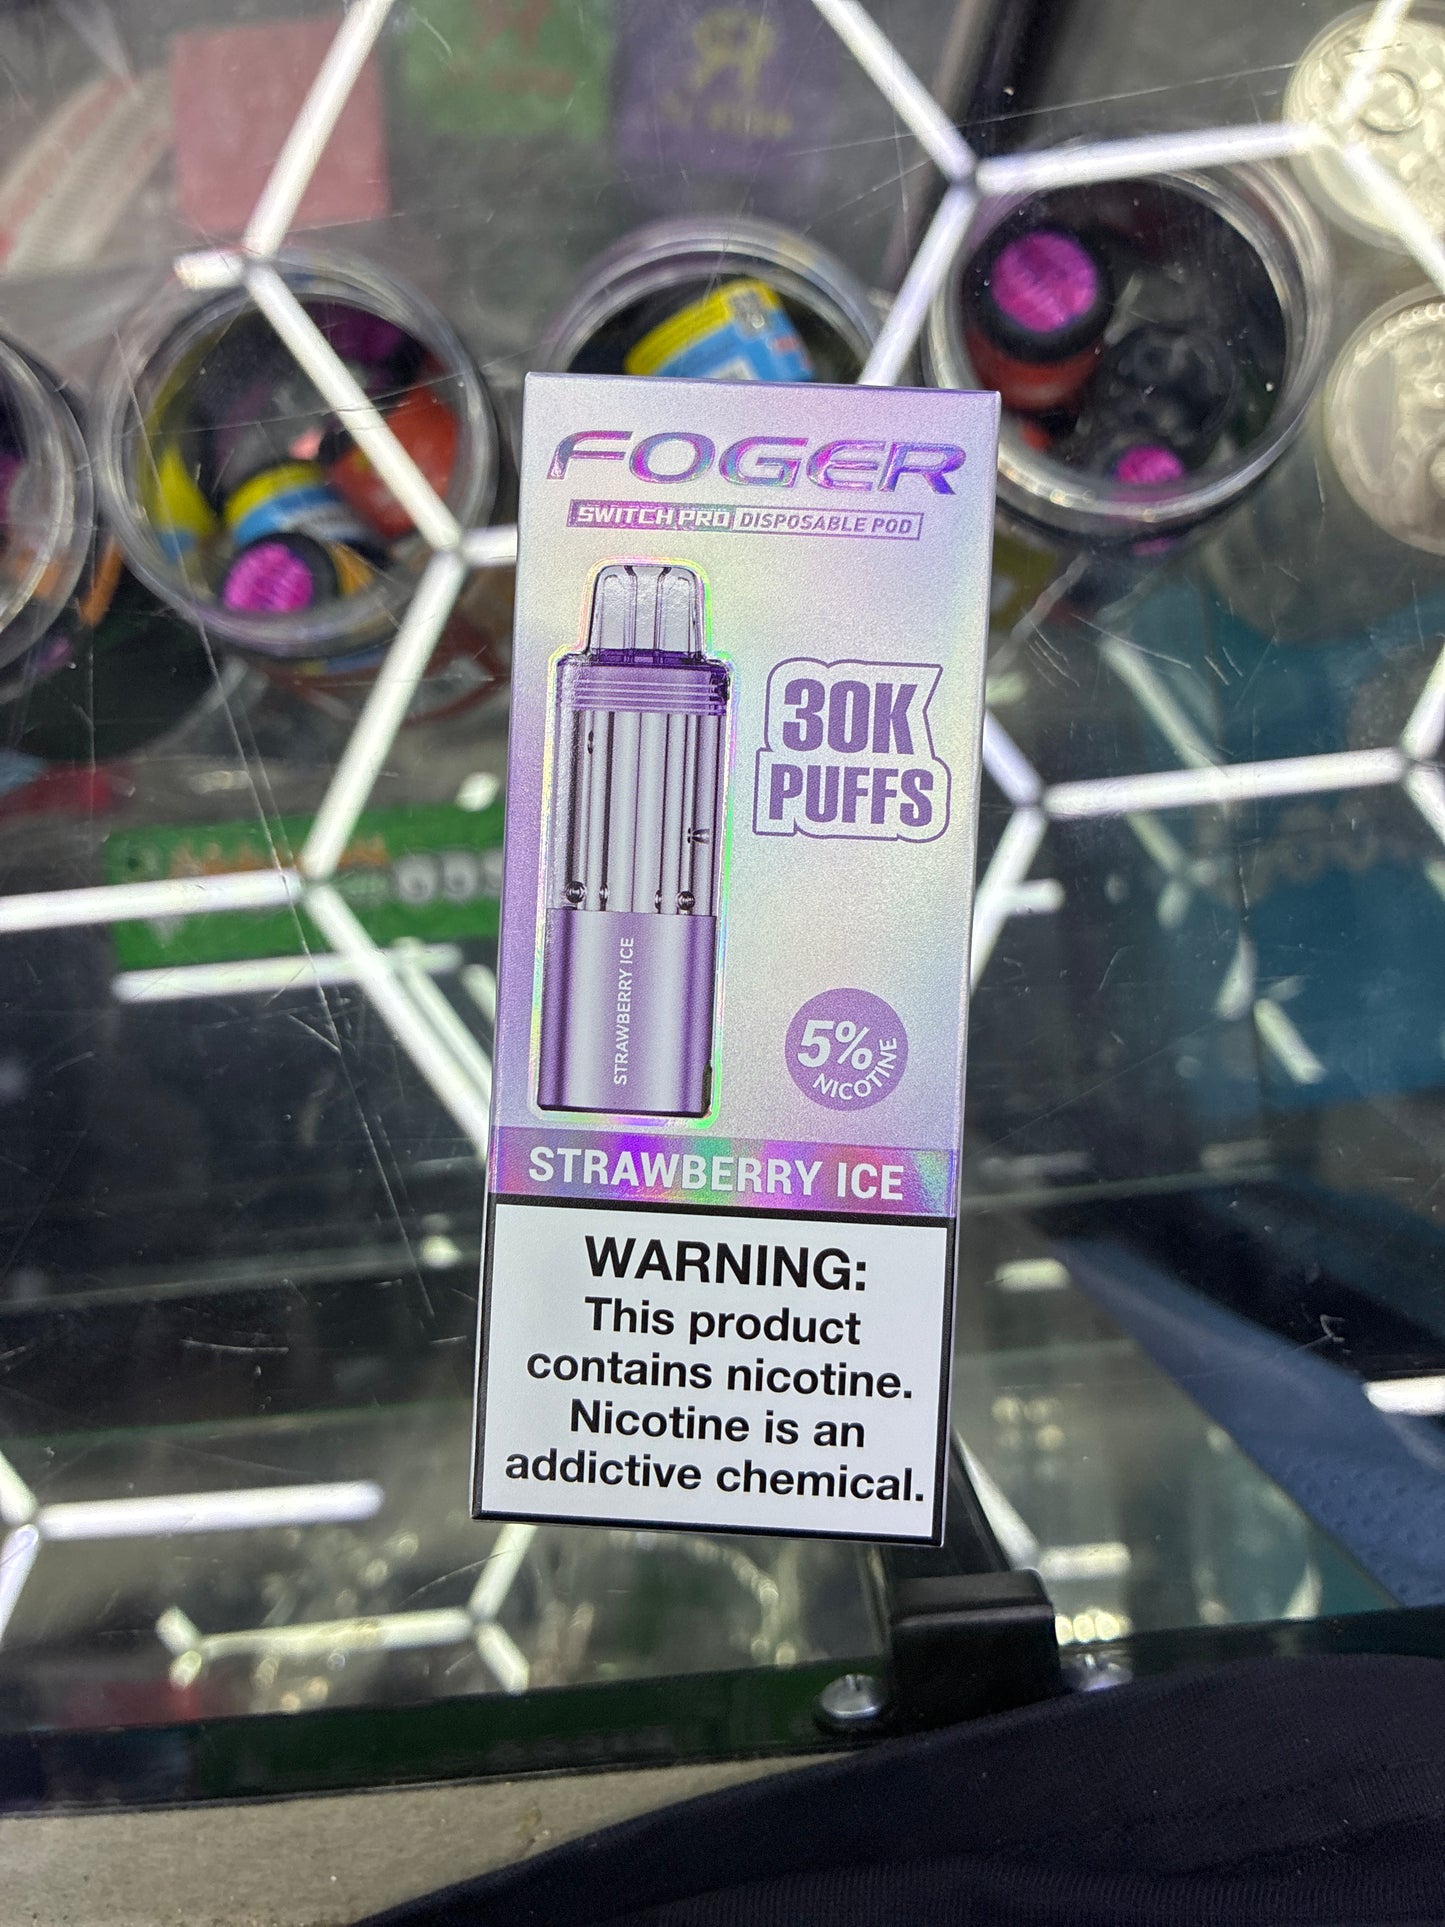 FOGER
SWITCH PRO DISPOSABLE POD
30K
PUFFS
STRAWBERRY ICE
5%
NICOTINE
STRAWBERRY ICE
WARNING:
This product
contains nicotine.
Nicotine is an
addictive chemical.